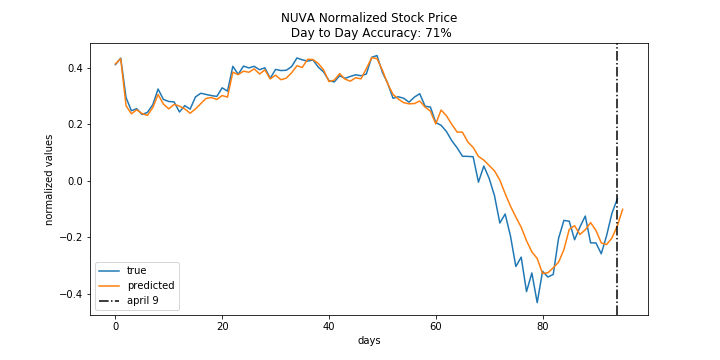 NUVA Normalized Stock Price
Day to Day Accuracy: 71%
normalized values
0.4
0.2
0.0
−0.2
−0.4
true
predicted
april 9
0 20 40 60 80
days